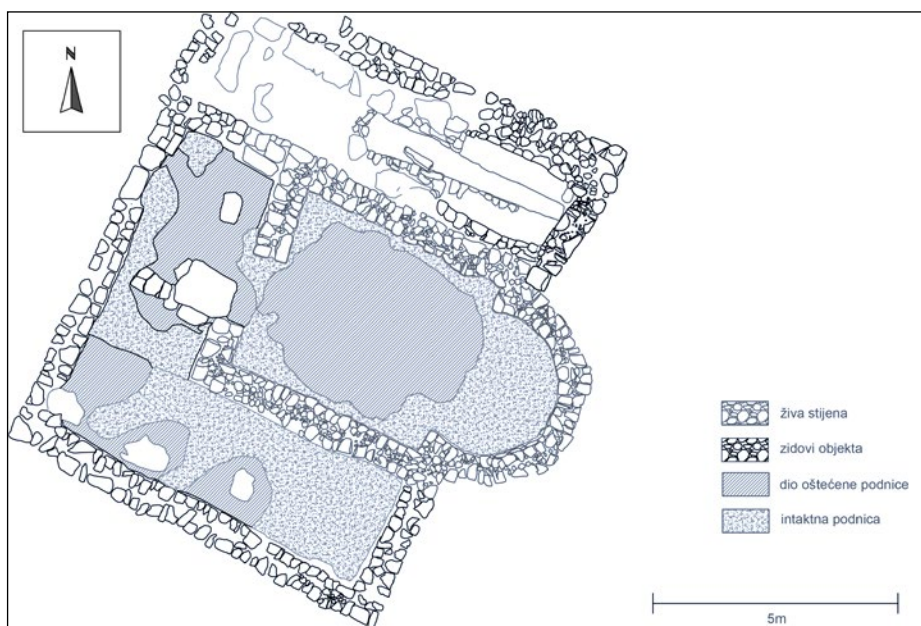 N
živa stijena
zidovi objekta
dio oštećene podnice
intaktna podnica
5m